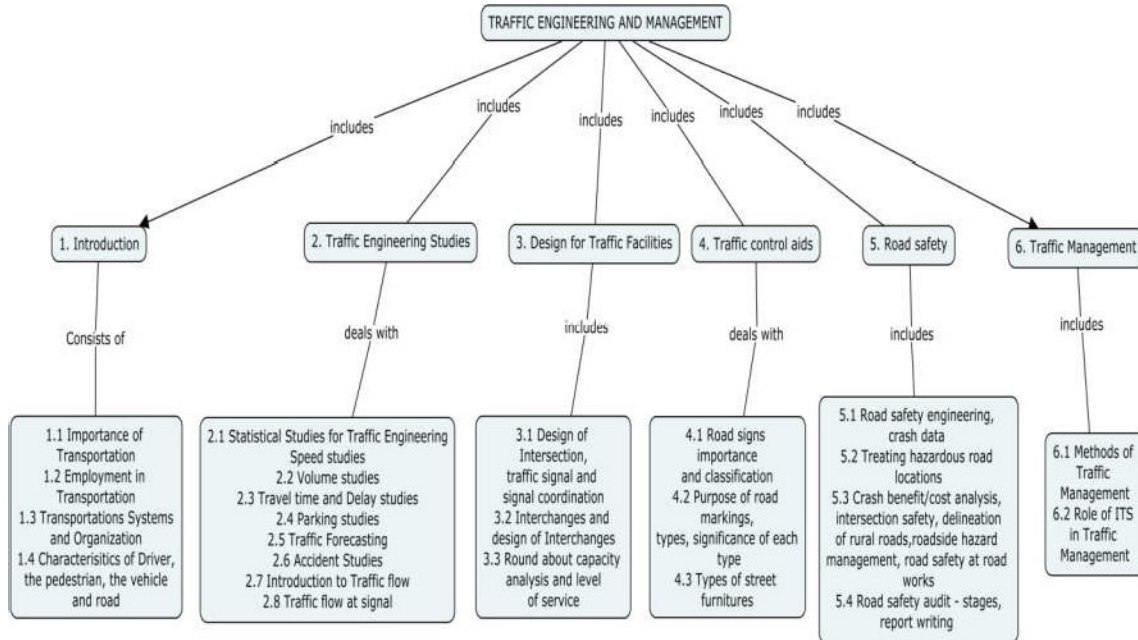 TRAFFIC ENGINEERING AND MANAGEMENT
includes
includes
includes
includes
includes
includes
1. Introduction
2. Traffic Engineering Studies
3. Design for Traffic Facilities
4. Traffic control aids
5. Road safety
6. Traffic Management
Consists of
deals with
includes
deals with
includes
includes
1.1 Importance of
Transportation
1.2 Employment in
Transportation
1.3 Transportations Systems
and Organization
1.4 Characterisitics of Driver,
the pedestrian, the vehicle
and road
2.1 Statistical Studies for Traffic Engineering
Speed studies
2.2 Volume studies
2.3 Travel time and Delay studies
2.4 Parking studies
2.5 Traffic Forecasting
2.6 Accident Studies
2.7 Introduction to Traffic flow
2.8 Traffic flow at signal
3.1 Design of
Intersection,
traffic signal and
signal coordination
3.2 Interchanges and
design of Interchanges
3.3 Round about capacity
analysis and level
of service
4.1 Road signs
importance
and classification
4.2 Purpose of road
markings,
types, significance of each
type
4.3 Types of street
furnitures
5.1 Road safety engineering,
crash data
5.2 Treating hazardous road
locations
5.3 Crash benefit/cost analysis,
intersection safety, delineation
of rural roads,roadside hazard
management, road safety at road
works
5.4 Road safety audit - stages,
report writing
6.1 Methods of
Traffic
Management
6.2 Role of ITS
in Traffic
Management